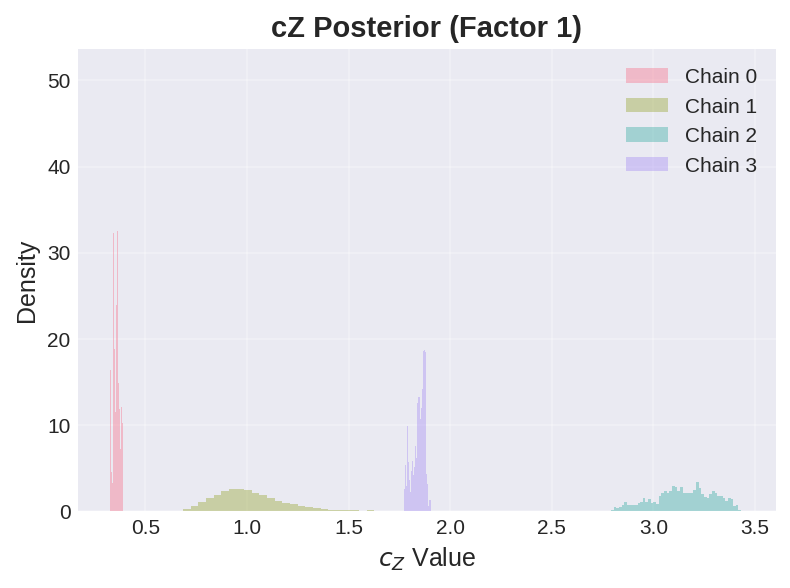 cZ Posterior (Factor 1)
Chain 0
Chain 1
Chain 2
Chain 3
Density
50
40
30
20
10
0
0.5 1.0 1.5 2.0 2.5 3.0 3.5
cZ Value